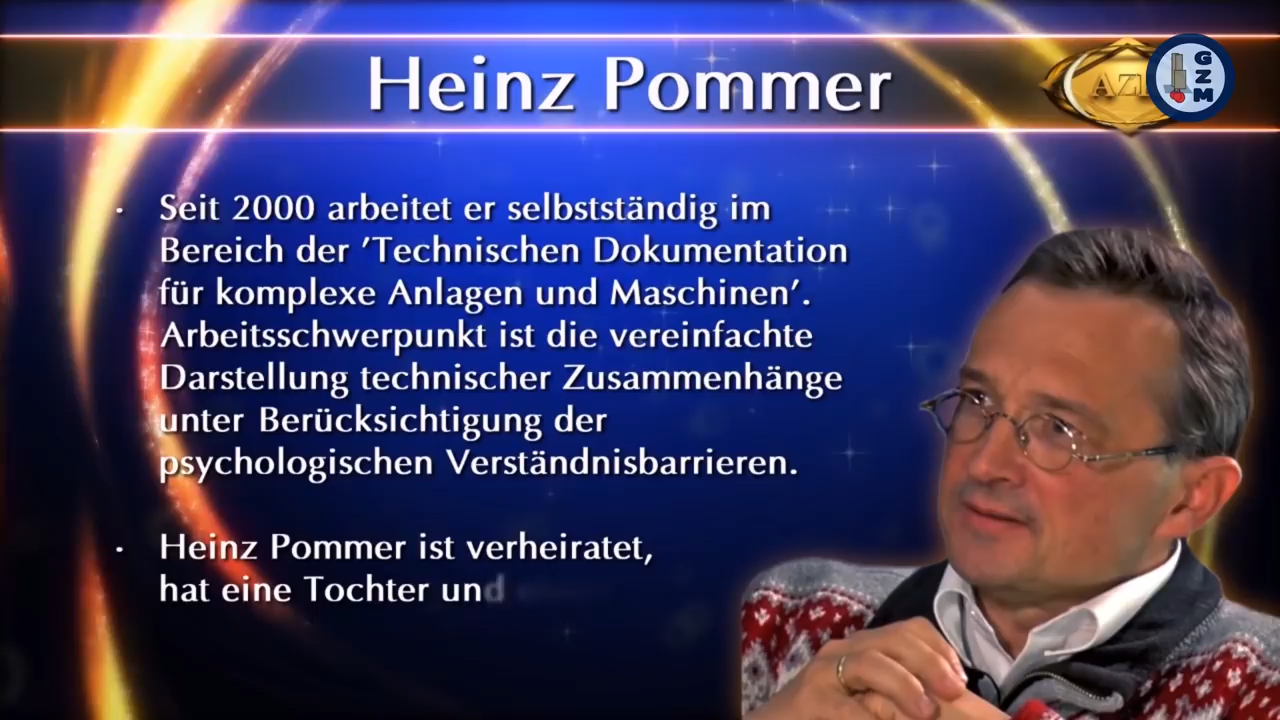 Heinz Pommer
GZM
· Seit 2000 arbeitet er selbstständig im
Bereich der ’Technischen Dokumentation
für komplexe Anlagen und Maschinen’.
Arbeitsschwerpunkt ist die vereinfachte
Darstellung technischer Zusammenhänge
unter Berücksichtigung der
psychologischen Verständnisbarrieren.
· Heinz Pommer ist verheiratet,
hat eine Tochter und